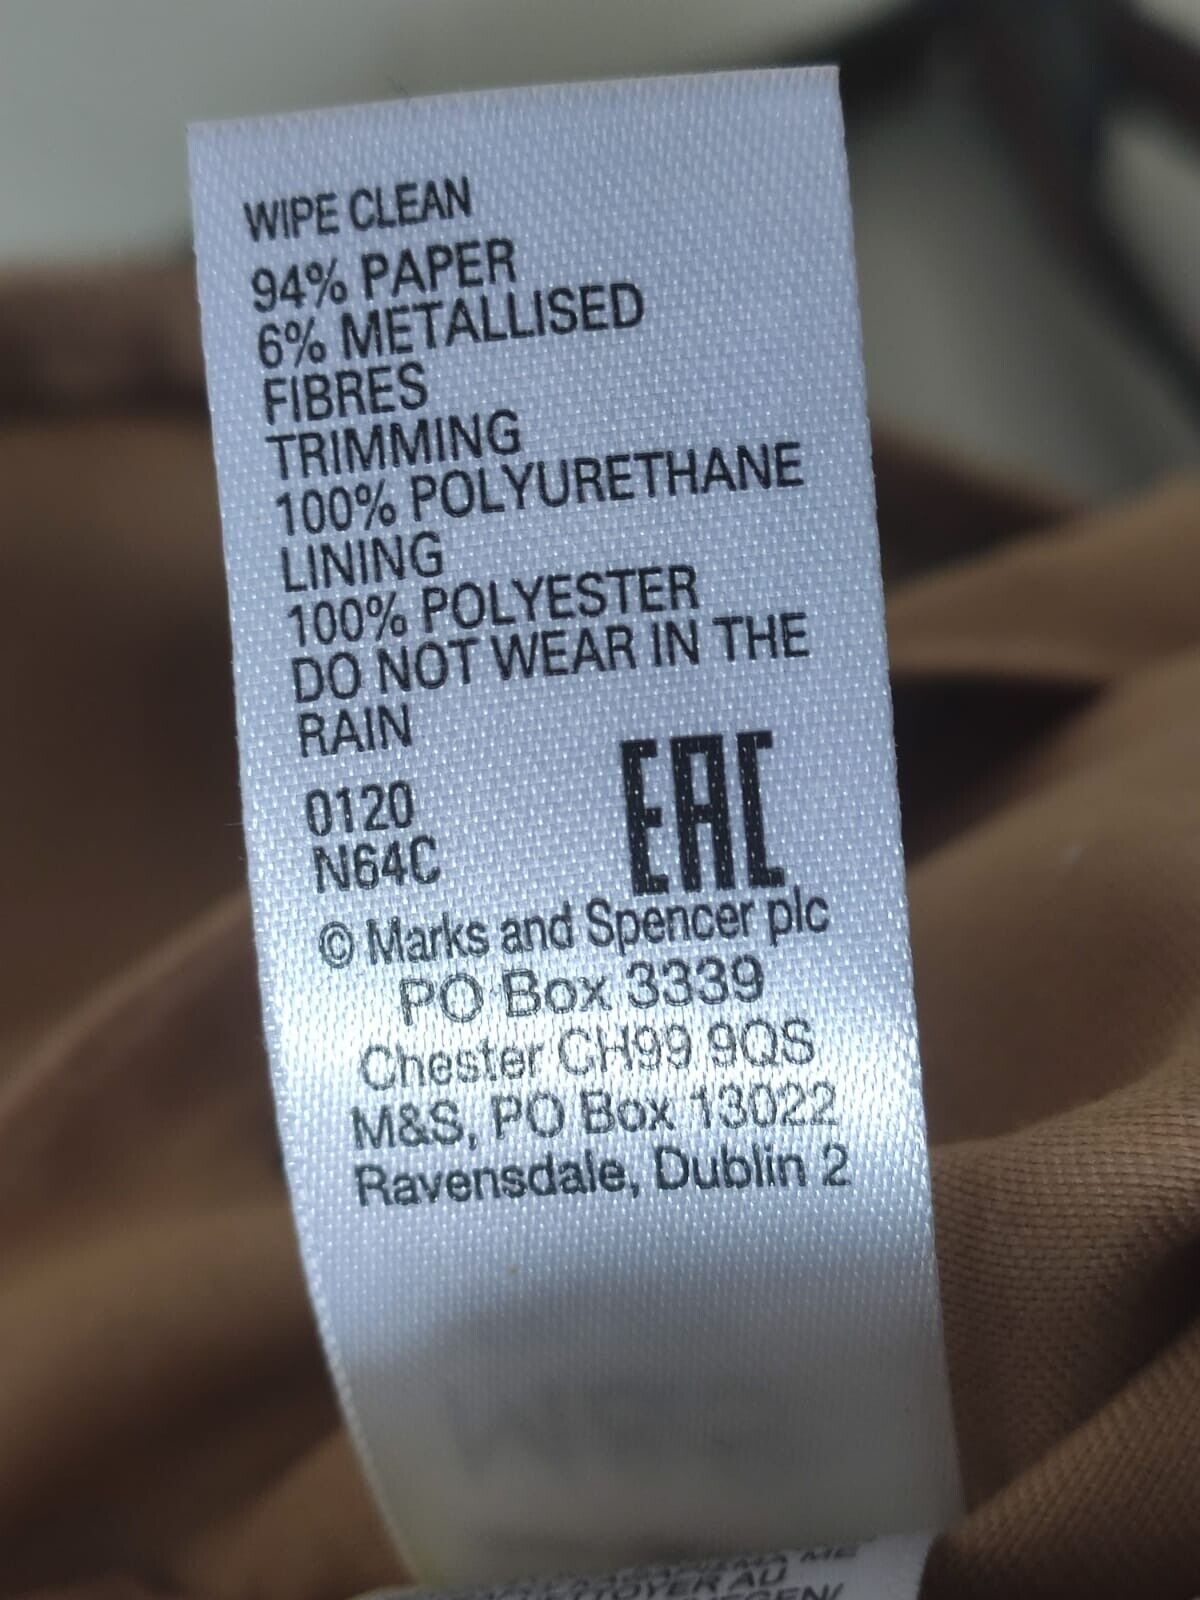 WIPE CLEAN
94% PAPER
6% METALLISED
FIBRES
TRIMMING
100% POLYURETHANE
LINING
100% POLYESTER
DO NOT WEAR IN THE
RAIN
0120
N64C
EAC
© Marks and Spencer plc
PO Box 3339
Chester CH99 9QS
M&S, PO Box 13022
Ravensdale, Dublin 2
ME
AU